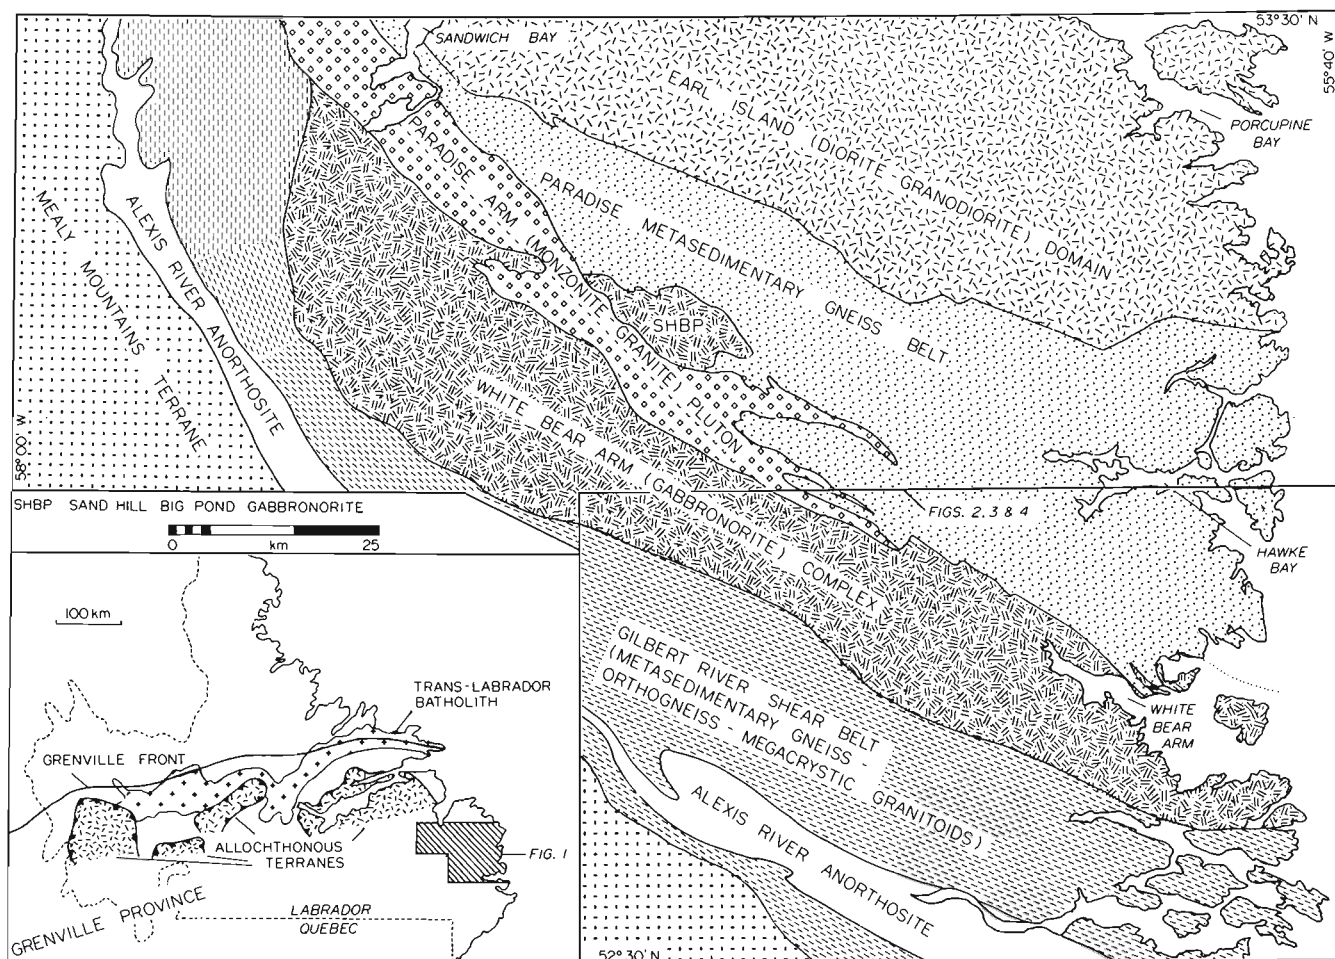 53°30' N
55°40' W
SANDWICH BAY
PORCUPINE
BAY
EARL ISLAND (DIORITE-GRANODIORITE) DOMAIN
PARADISE METASEDIMENTARY GNEISS BELT
PARADISE ARM (MONZONITE GRANITE) PLUTON
SHBP
MEALY MOUNTAINS TERRANE
ALEXIS RIVER ANORTHOSITE
WHITE BEAR ARM (GABBRONORITE) COMPLEX
58°00' W
FIGS. 2, 3 & 4
HAWKE
BAY
SHBP SAND HILL BIG POND GABBRONORITE
0 km 25
GILBERT RIVER SHEAR BELT
(METASEDIMENTARY GNEISS -
ORTHOGNEISS - MEGACRYSTIC GRANITOIDS)
WHITE
BEAR
ARM
ALEXIS RIVER ANORTHOSITE
52°30' N
100 km
TRANS-LABRADOR
BATHOLITH
GRENVILLE FRONT
ALLOCHTHONOUS
TERRANES
FIG. 1
GRENVILLE PROVINCE
LABRADOR
QUEBEC